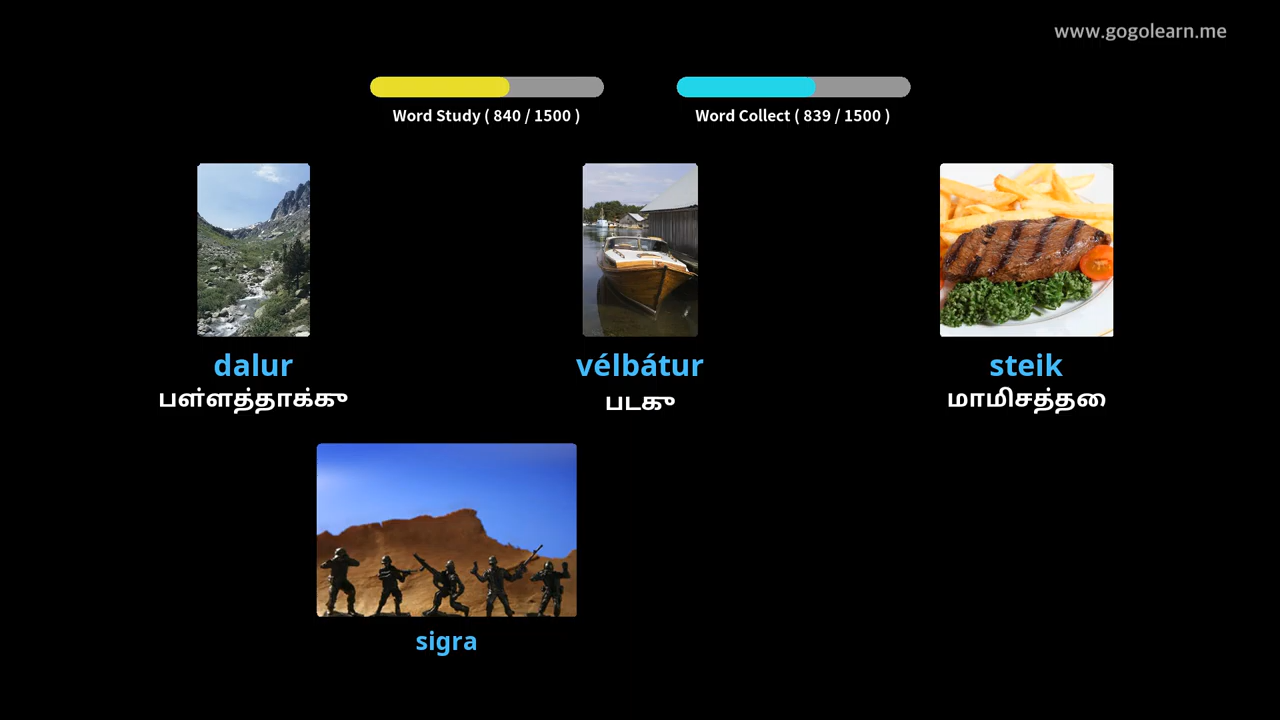 www.gogolearn.me
Word Study ( 840 / 1500 )
Word Collect ( 839 / 1500 )
dalur
vélbátur
steik
பள்ளத்தாக்கு
படகு
மாமிசத்தை
sigra